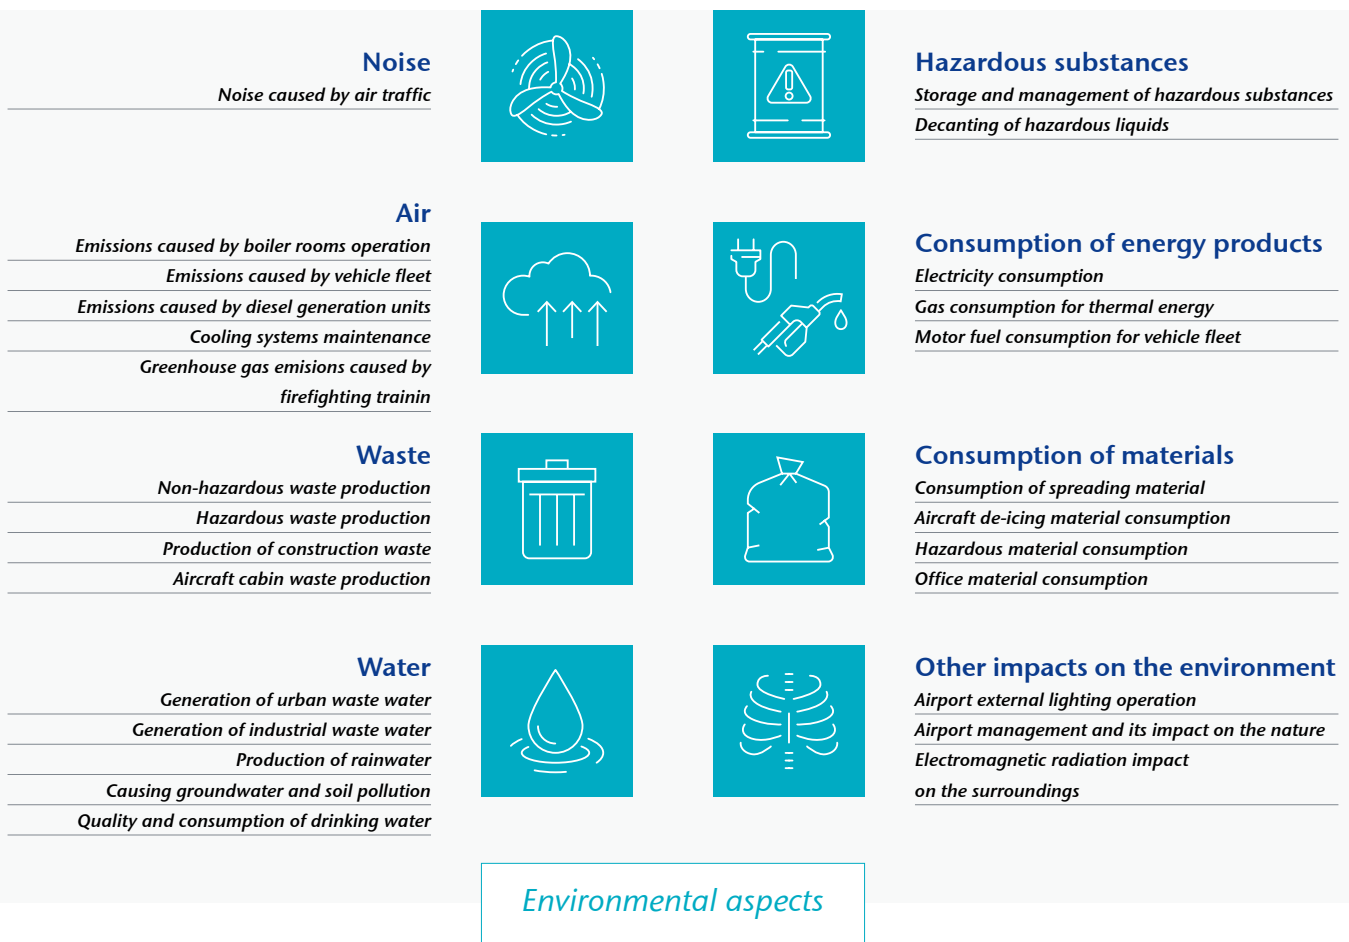 Noise
Noise caused by air traffic
Air
Emissions caused by boiler rooms operation
Emissions caused by vehicle fleet
Emissions caused by diesel generation units
Cooling systems maintenance
Greenhouse gas emisions caused by
firefighting trainin
Waste
Non-hazardous waste production
Hazardous waste production
Production of construction waste
Aircraft cabin waste production
Water
Generation of urban waste water
Generation of industrial waste water
Production of rainwater
Causing groundwater and soil pollution
Quality and consumption of drinking water
Hazardous substances
Storage and management of hazardous substances
Decanting of hazardous liquids
Consumption of energy products
Electricity consumption
Gas consumption for thermal energy
Motor fuel consumption for vehicle fleet
Consumption of materials
Consumption of spreading material
Aircraft de-icing material consumption
Hazardous material consumption
Office material consumption
Other impacts on the environment
Airport external lighting operation
Airport management and its impact on the nature
Electromagnetic radiation impact
on the surroundings
Environmental aspects